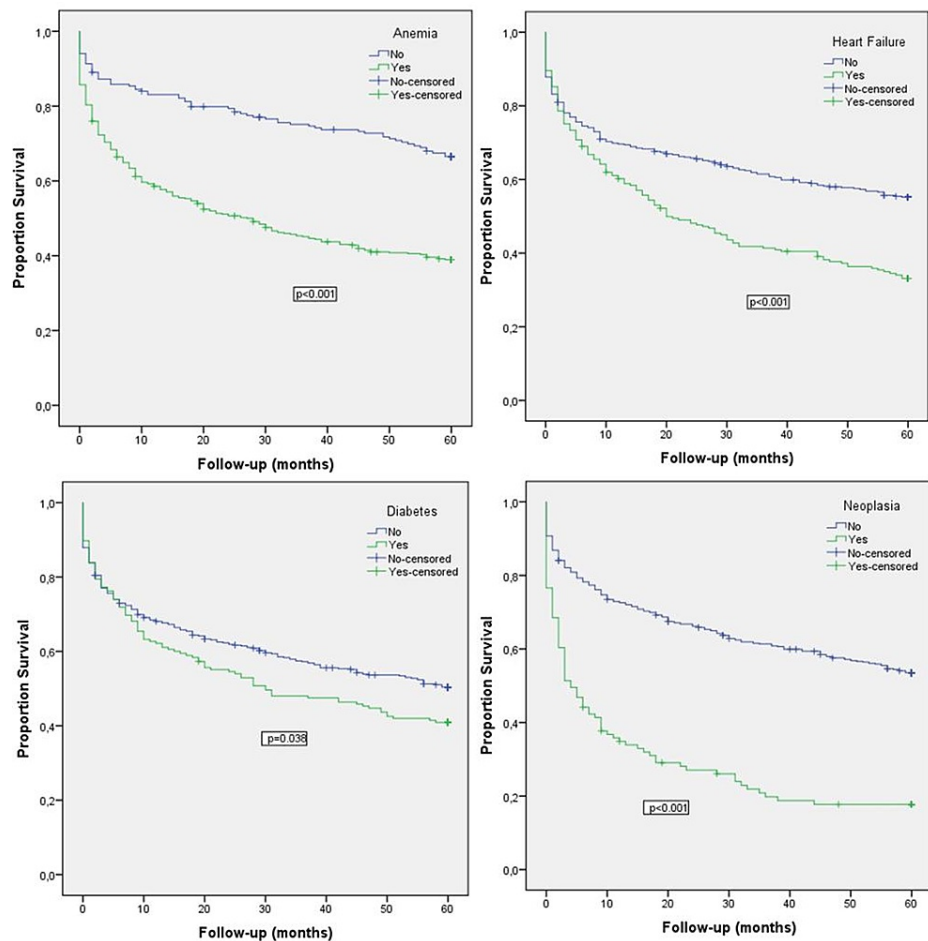 Anemia
No
Yes
No-censored
Yes-censored
1,0
0,8
0,6
0,4
0,2
0,0
Proportion Survival
p<0.001
0 10 20 30 40 50 60
Follow-up (months)
Heart Failure
No
Yes
No-censored
Yes-censored
1,0
0,8
0,6
0,4
0,2
0,0
Proportion Survival
p<0.001
0 10 20 30 40 50 60
Follow-up (months)
Diabetes
No
Yes
No-censored
Yes-censored
1,0
0,8
0,6
0,4
0,2
0,0
Proportion Survival
p=0.038
0 10 20 30 40 50 60
Follow-up (months)
Neoplasia
No
Yes
No-censored
Yes-censored
1,0
0,8
0,6
0,4
0,2
0,0
Proportion Survival
p<0.001
0 10 20 30 40 50 60
Follow-up (months)